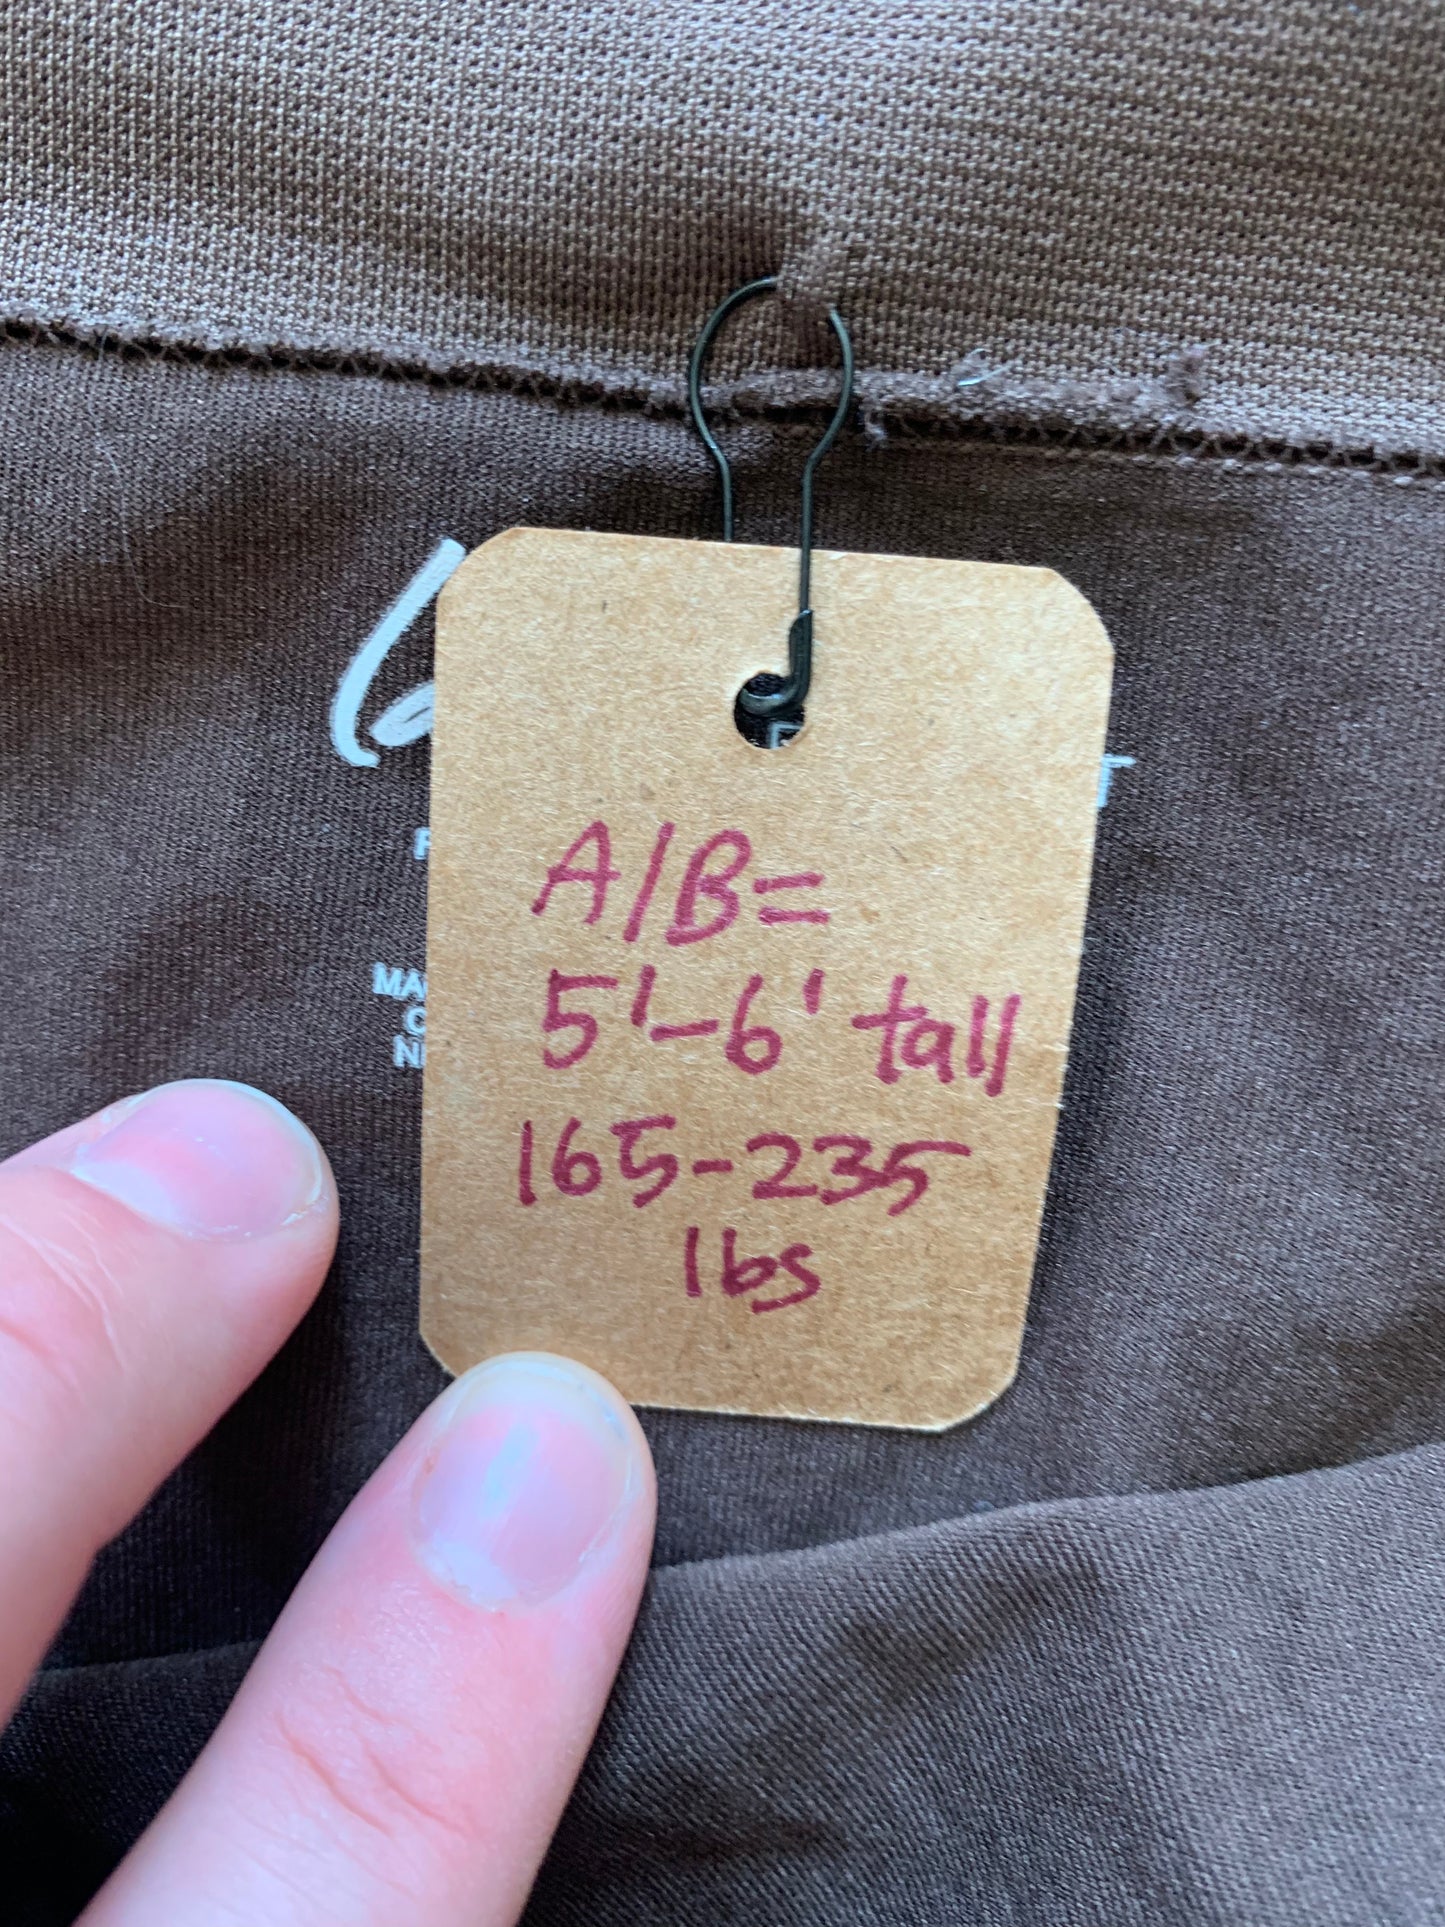 A/B=
5'-6' tall
165-235
lbs